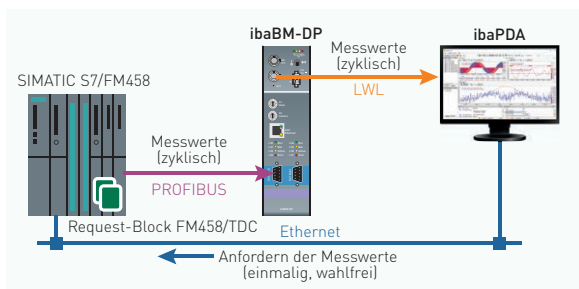 ibaBM-DP
ibaPDA
Messwerte
(zyklisch)
LWL
SIMATIC S7/FM458
Messwerte
(zyklisch)
PROFIBUS
Request-Block FM458/TDC
Ethernet
Anfordern der Messwerte
(einmalig, wahlfrei)